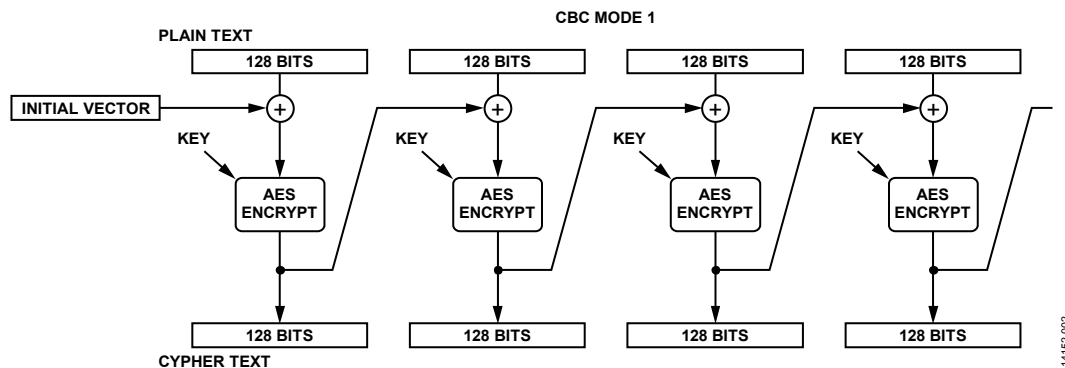 CBC MODE 1
PLAIN TEXT
128 BITS 128 BITS 128 BITS 128 BITS
INITIAL VECTOR + + + +
KEY KEY KEY KEY
AES AES AES AES
ENCRYPT ENCRYPT ENCRYPT ENCRYPT
128 BITS 128 BITS 128 BITS 128 BITS
CYPHER TEXT